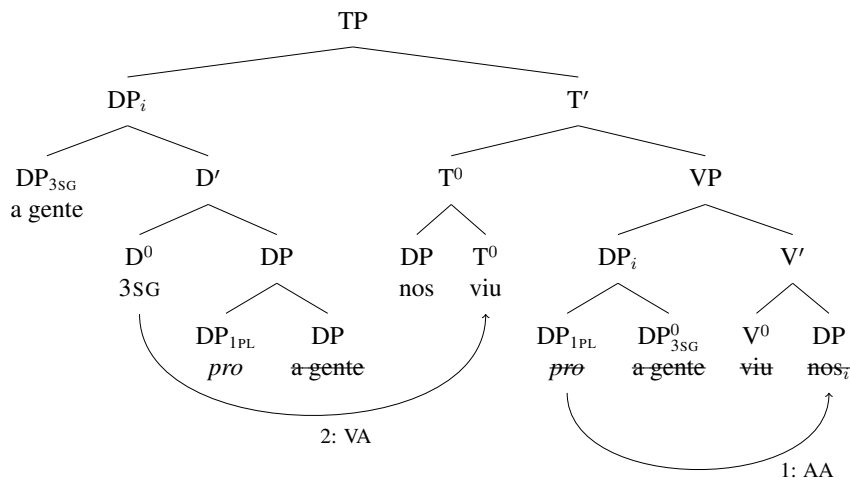 TP
DPᵢ T′
DP₃SG D′ T⁰ VP
a gente
D⁰ DP DP T⁰ DPᵢ V′
3SG nos viu
DP₁PL DP DP₁PL DP⁰₃SG V⁰ DP
pro a gente pro a gente viu nosᵢ
2: VA
1: AA